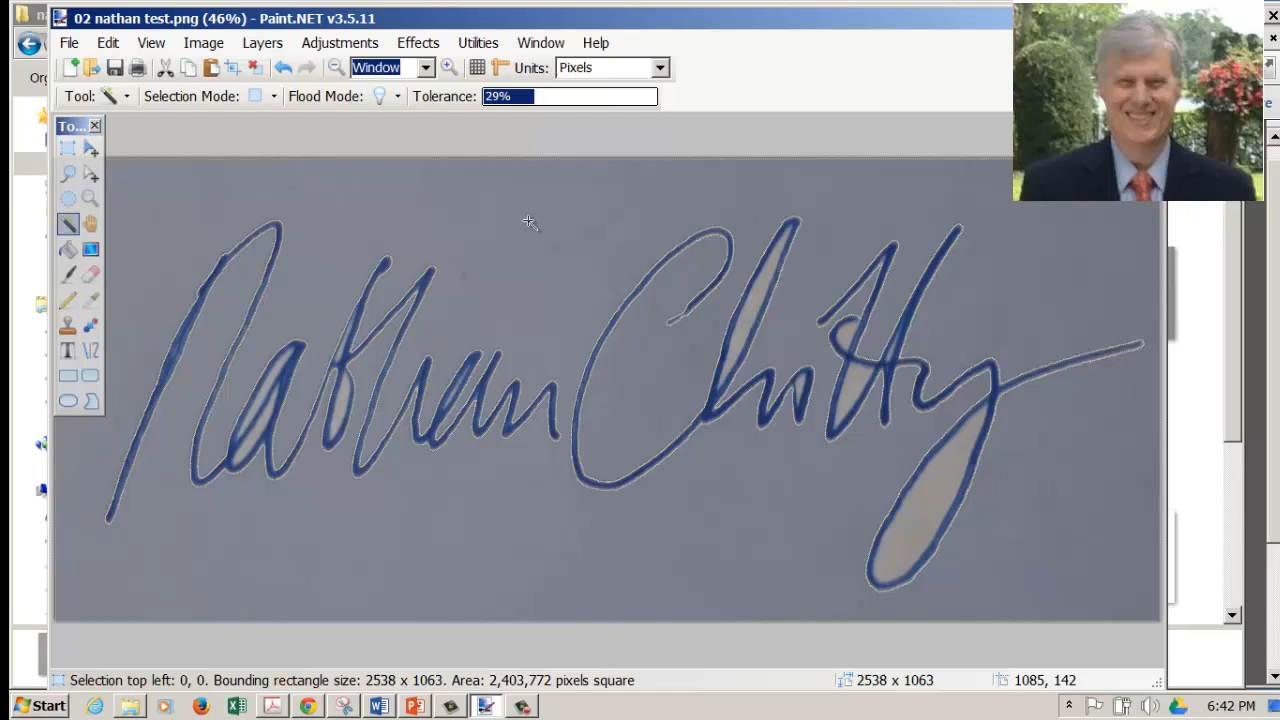 02 nathan test.png (46%) - Paint.NET v3.5.11
File Edit View Image Layers Adjustments Effects Utilities Window Help
Window Units: Pixels
Tool: Selection Mode: Flood Mode: Tolerance: 29%
To...
Nathan Chitty
Selection top left: 0, 0. Bounding rectangle size: 2538 x 1063. Area: 2,403,772 pixels square 2538 x 1063 1085, 142
Start 6:42 PM